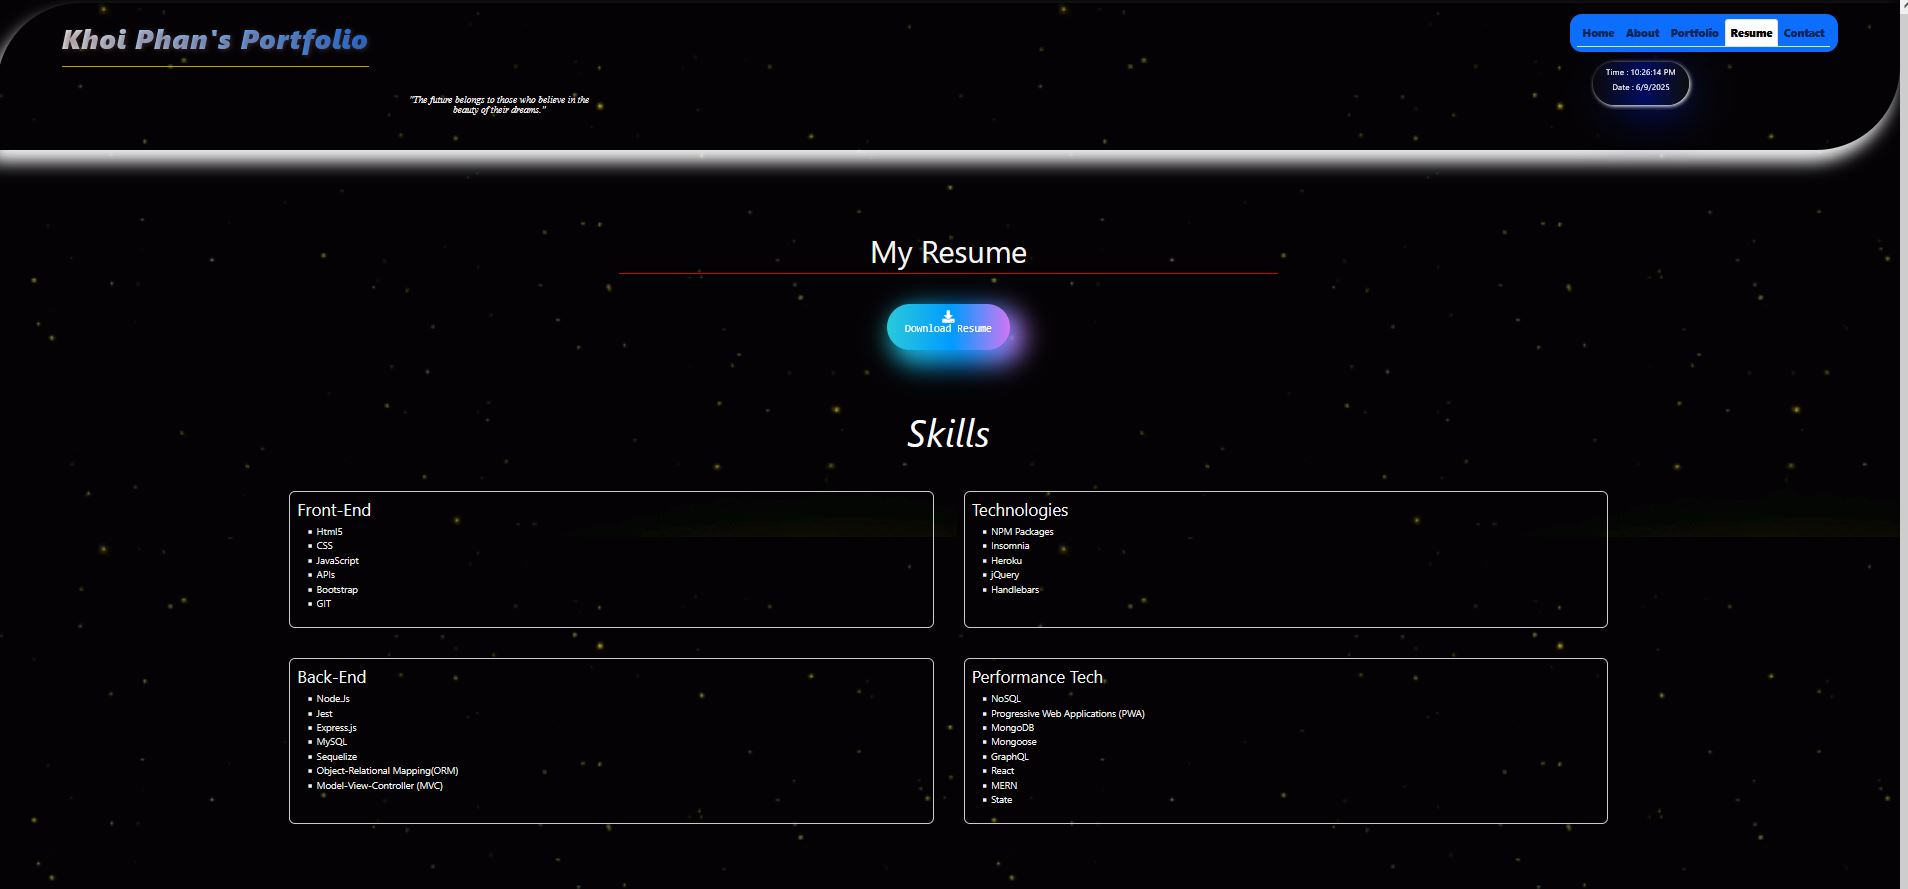 Khoi Phan's Portfolio
Home About Portfolio Resume Contact
Time : 10:26:14 PM
Date : 6/9/2025
"The future belongs to those who believe in the
beauty of their dreams."
My Resume
Download Resume
Skills
Front-End
Html5
CSS
JavaScript
APIs
Bootstrap
GIT
Technologies
NPM Packages
Insomnia
Heroku
jQuery
Handlebars
Back-End
Node.Js
Jest
Express.js
MySQL
Sequelize
Object-Relational Mapping(ORM)
Model-View-Controller (MVC)
Performance Tech
NoSQL
Progressive Web Applications (PWA)
MongoDB
Mongoose
GraphQL
React
MERN
State